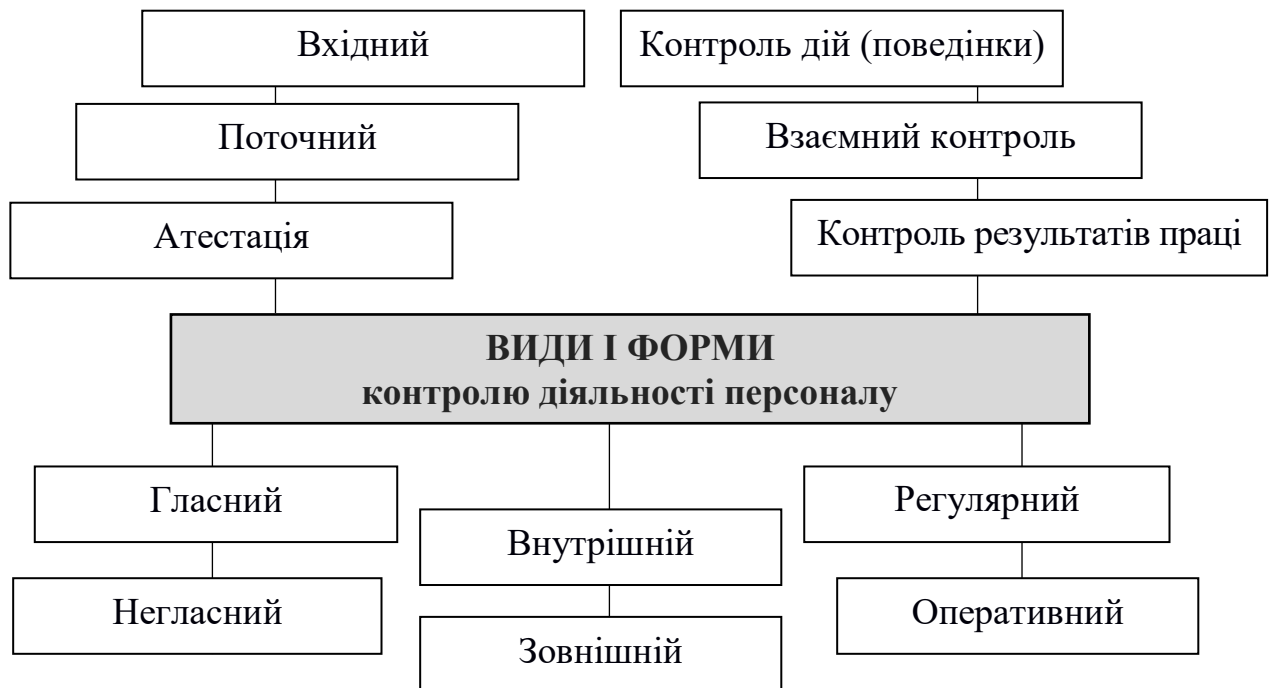 Вхідний
Контроль дій (поведінки)
Поточний
Взаємний контроль
Атестація
Контроль результатів праці
ВИДИ І ФОРМИ
контролю діяльності персоналу
Гласний
Регулярний
Внутрішній
Негласний
Оперативний
Зовнішній